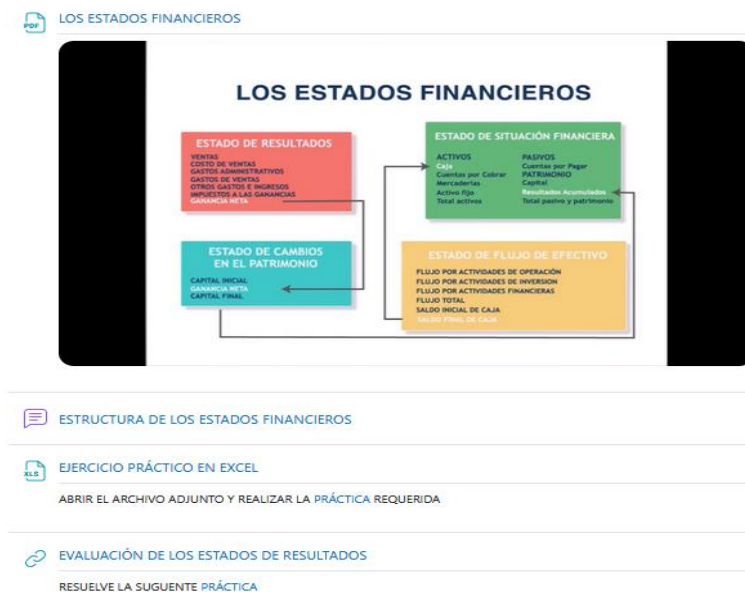 PDF
LOS ESTADOS FINANCIEROS
LOS ESTADOS FINANCIEROS
ESTADO DE RESULTADOS
VENTAS
COSTO DE VENTAS
GASTOS ADMINISTRATIVOS
GASTOS DE VENTAS
OTROS GASTOS E INGRESOS
IMPUESTOS A LAS GANANCIAS
GANANCIA NETA
ESTADO DE SITUACIÓN FINANCIERA
ACTIVOS
Caja
Cuentas por Cobrar
Mercaderías
Activo fijo
Total activos
PASIVOS
Cuentas por Pagar
PATRIMONIO
Capital
Resultados Acumulados
Total pasivo y patrimonio
ESTADO DE CAMBIOS
EN EL PATRIMONIO
CAPITAL INICIAL
GANANCIA NETA
CAPITAL FINAL
ESTADO DE FLUJO DE EFECTIVO
FLUJO POR ACTIVIDADES DE OPERACIÓN
FLUJO POR ACTIVIDADES DE INVERSION
FLUJO POR ACTIVIDADES FINANCIERAS
FLUJO TOTAL
SALDO INICIAL DE CAJA
SALDO FINAL DE CAJA
ESTRUCTURA DE LOS ESTADOS FINANCIEROS
XLS
EJERCICIO PRÁCTICO EN EXCEL
ABRIR EL ARCHIVO ADJUNTO Y REALIZAR LA PRÁCTICA REQUERIDA
EVALUACIÓN DE LOS ESTADOS DE RESULTADOS
RESUELVE LA SUGUENTE PRÁCTICA